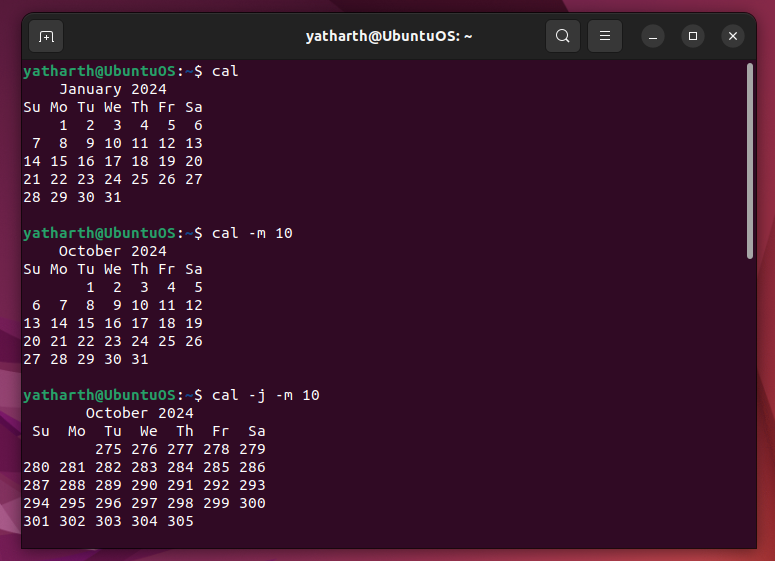 yatharth@UbuntuOS: ~
yatharth@UbuntuOS:~$ cal
    January 2024
Su Mo Tu We Th Fr Sa
    1  2  3  4  5  6
 7  8  9 10 11 12 13
14 15 16 17 18 19 20
21 22 23 24 25 26 27
28 29 30 31
yatharth@UbuntuOS:~$ cal -m 10
    October 2024
Su Mo Tu We Th Fr Sa
       1  2  3  4  5
 6  7  8  9 10 11 12
13 14 15 16 17 18 19
20 21 22 23 24 25 26
27 28 29 30 31
yatharth@UbuntuOS:~$ cal -j -m 10
       October 2024
 Su  Mo  Tu  We  Th  Fr  Sa
        275 276 277 278 279
280 281 282 283 284 285 286
287 288 289 290 291 292 293
294 295 296 297 298 299 300
301 302 303 304 305